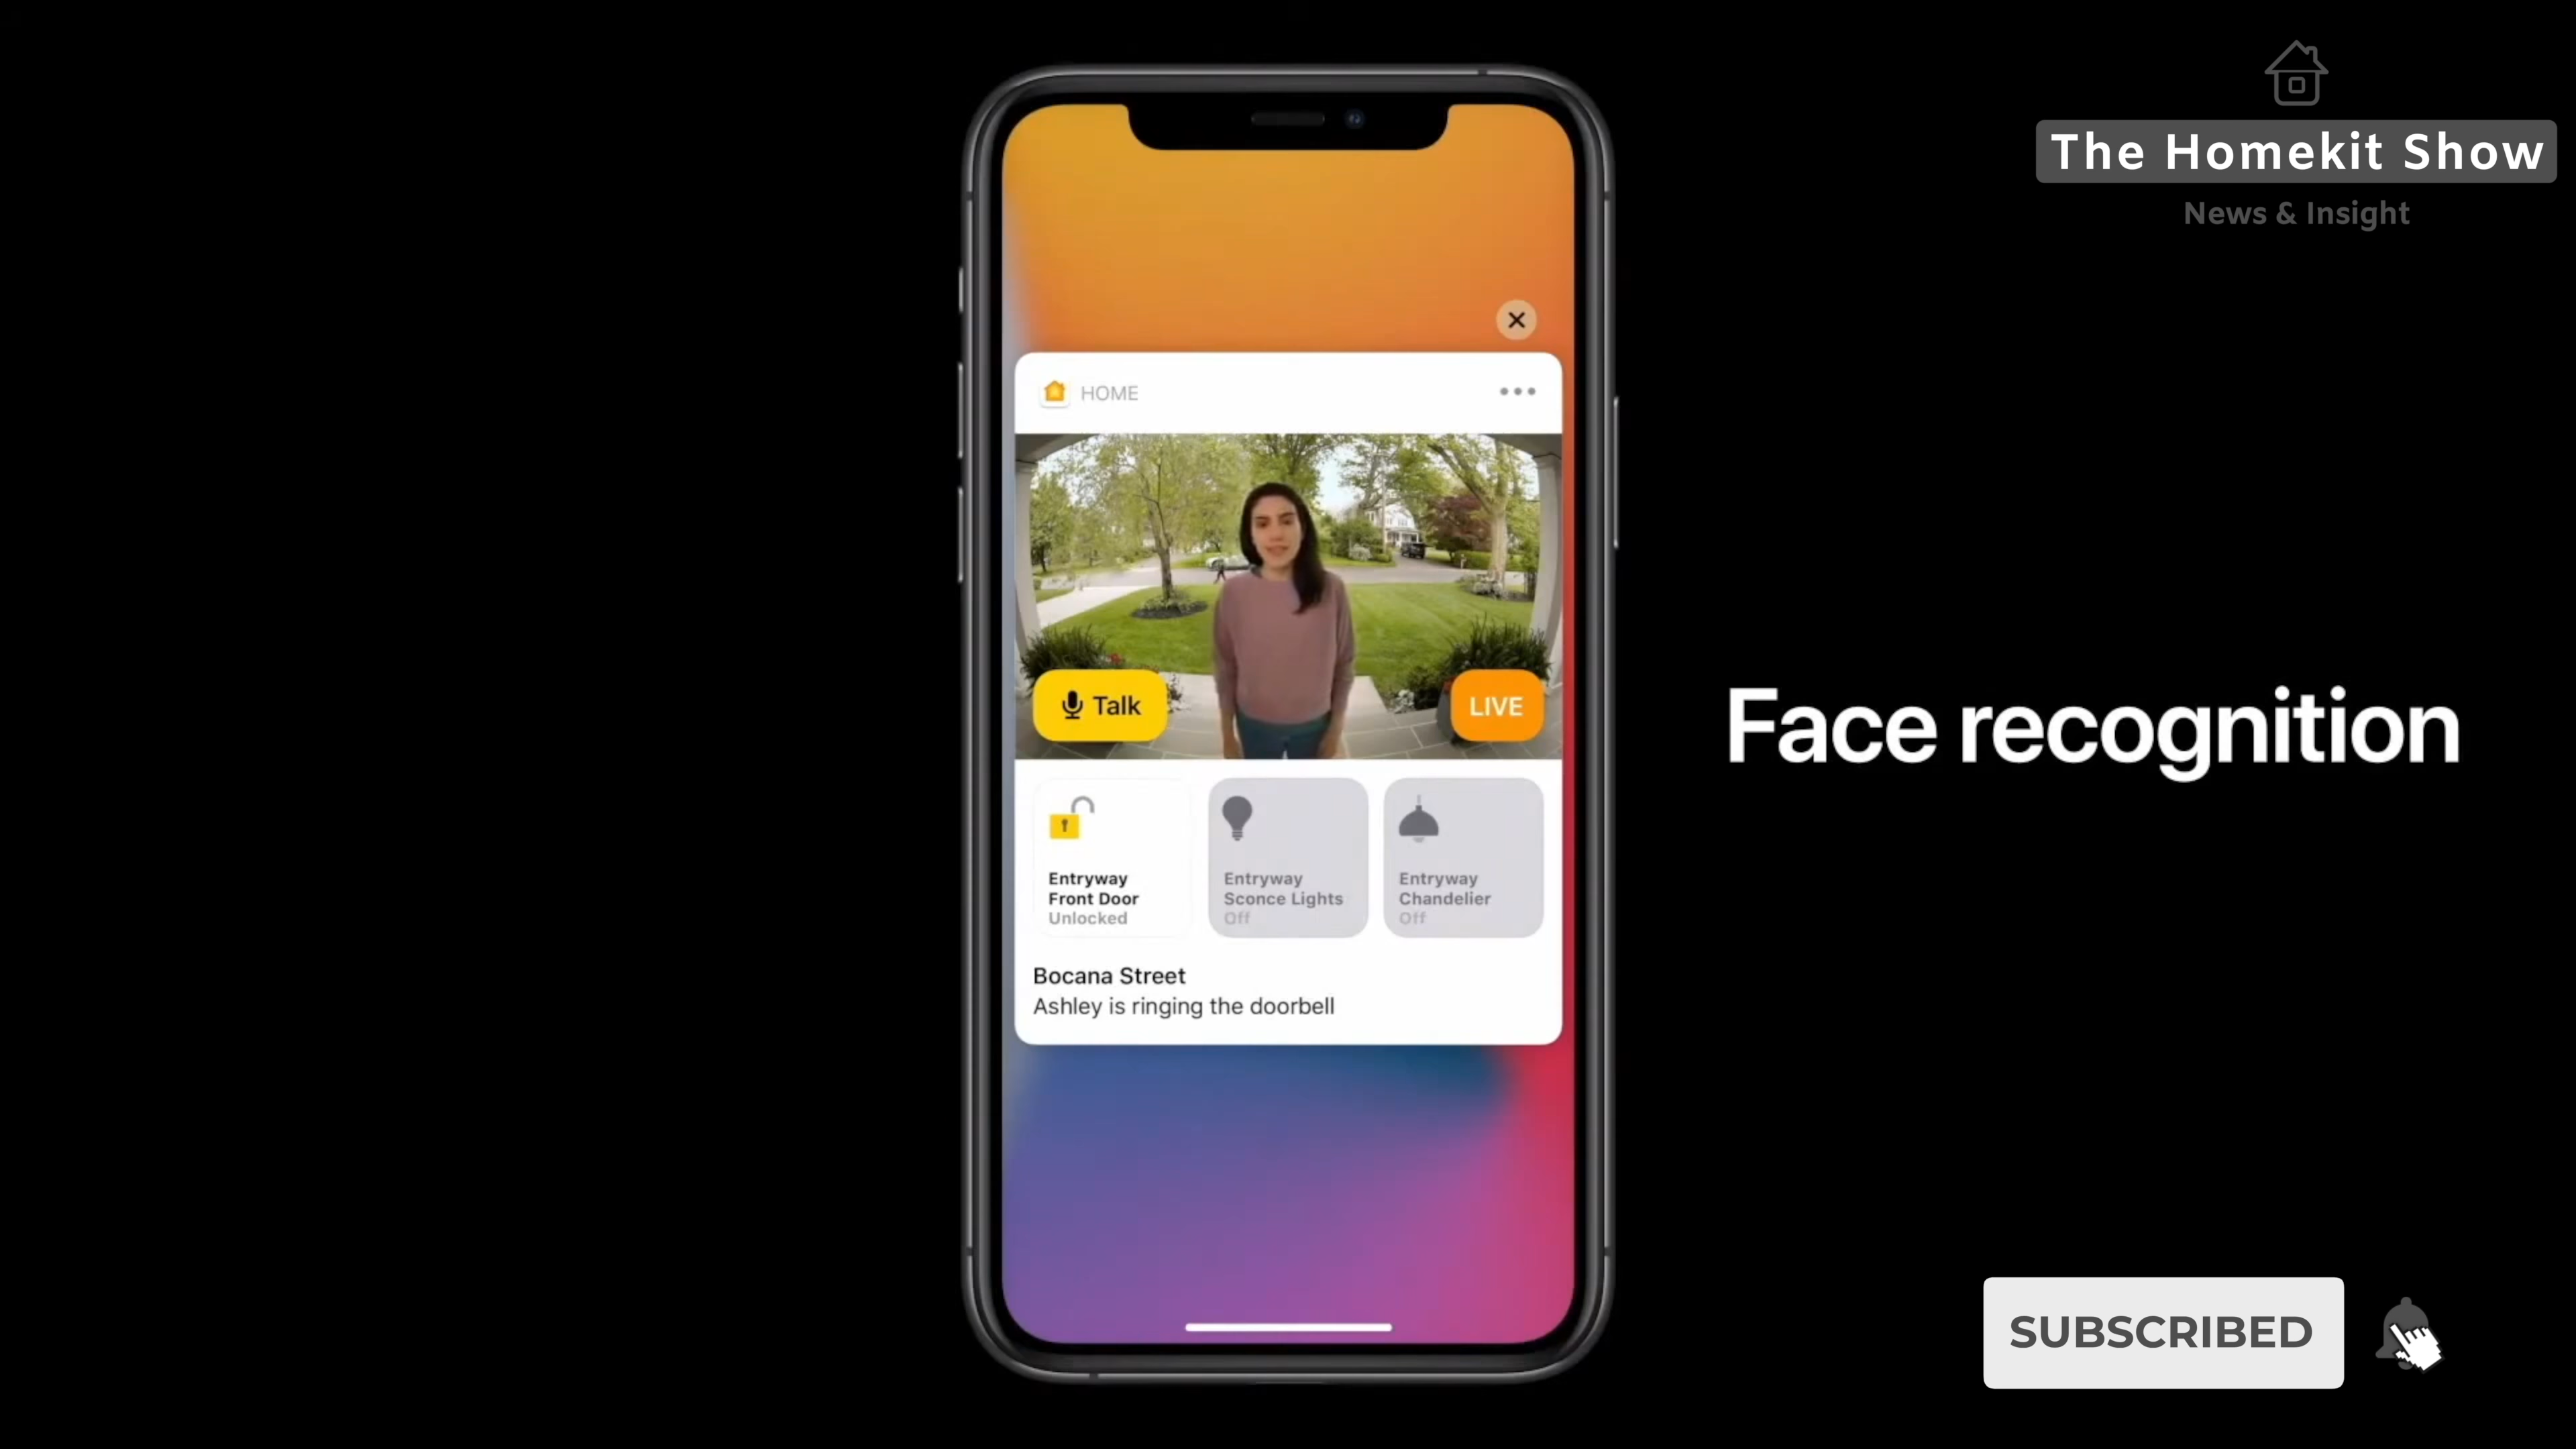 The Homekit Show
News & Insight
HOME
Talk
LIVE
Entryway
Front Door
Unlocked
Entryway
Sconce Lights
Off
Entryway
Chandelier
Off
Bocana Street
Ashley is ringing the doorbell
Face recognition
SUBSCRIBED